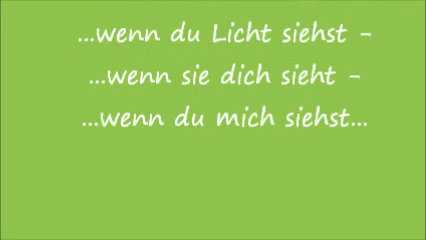 ...wenn du Licht siehst -
...wenn sie dich sieht -
...wenn du mich siehst...